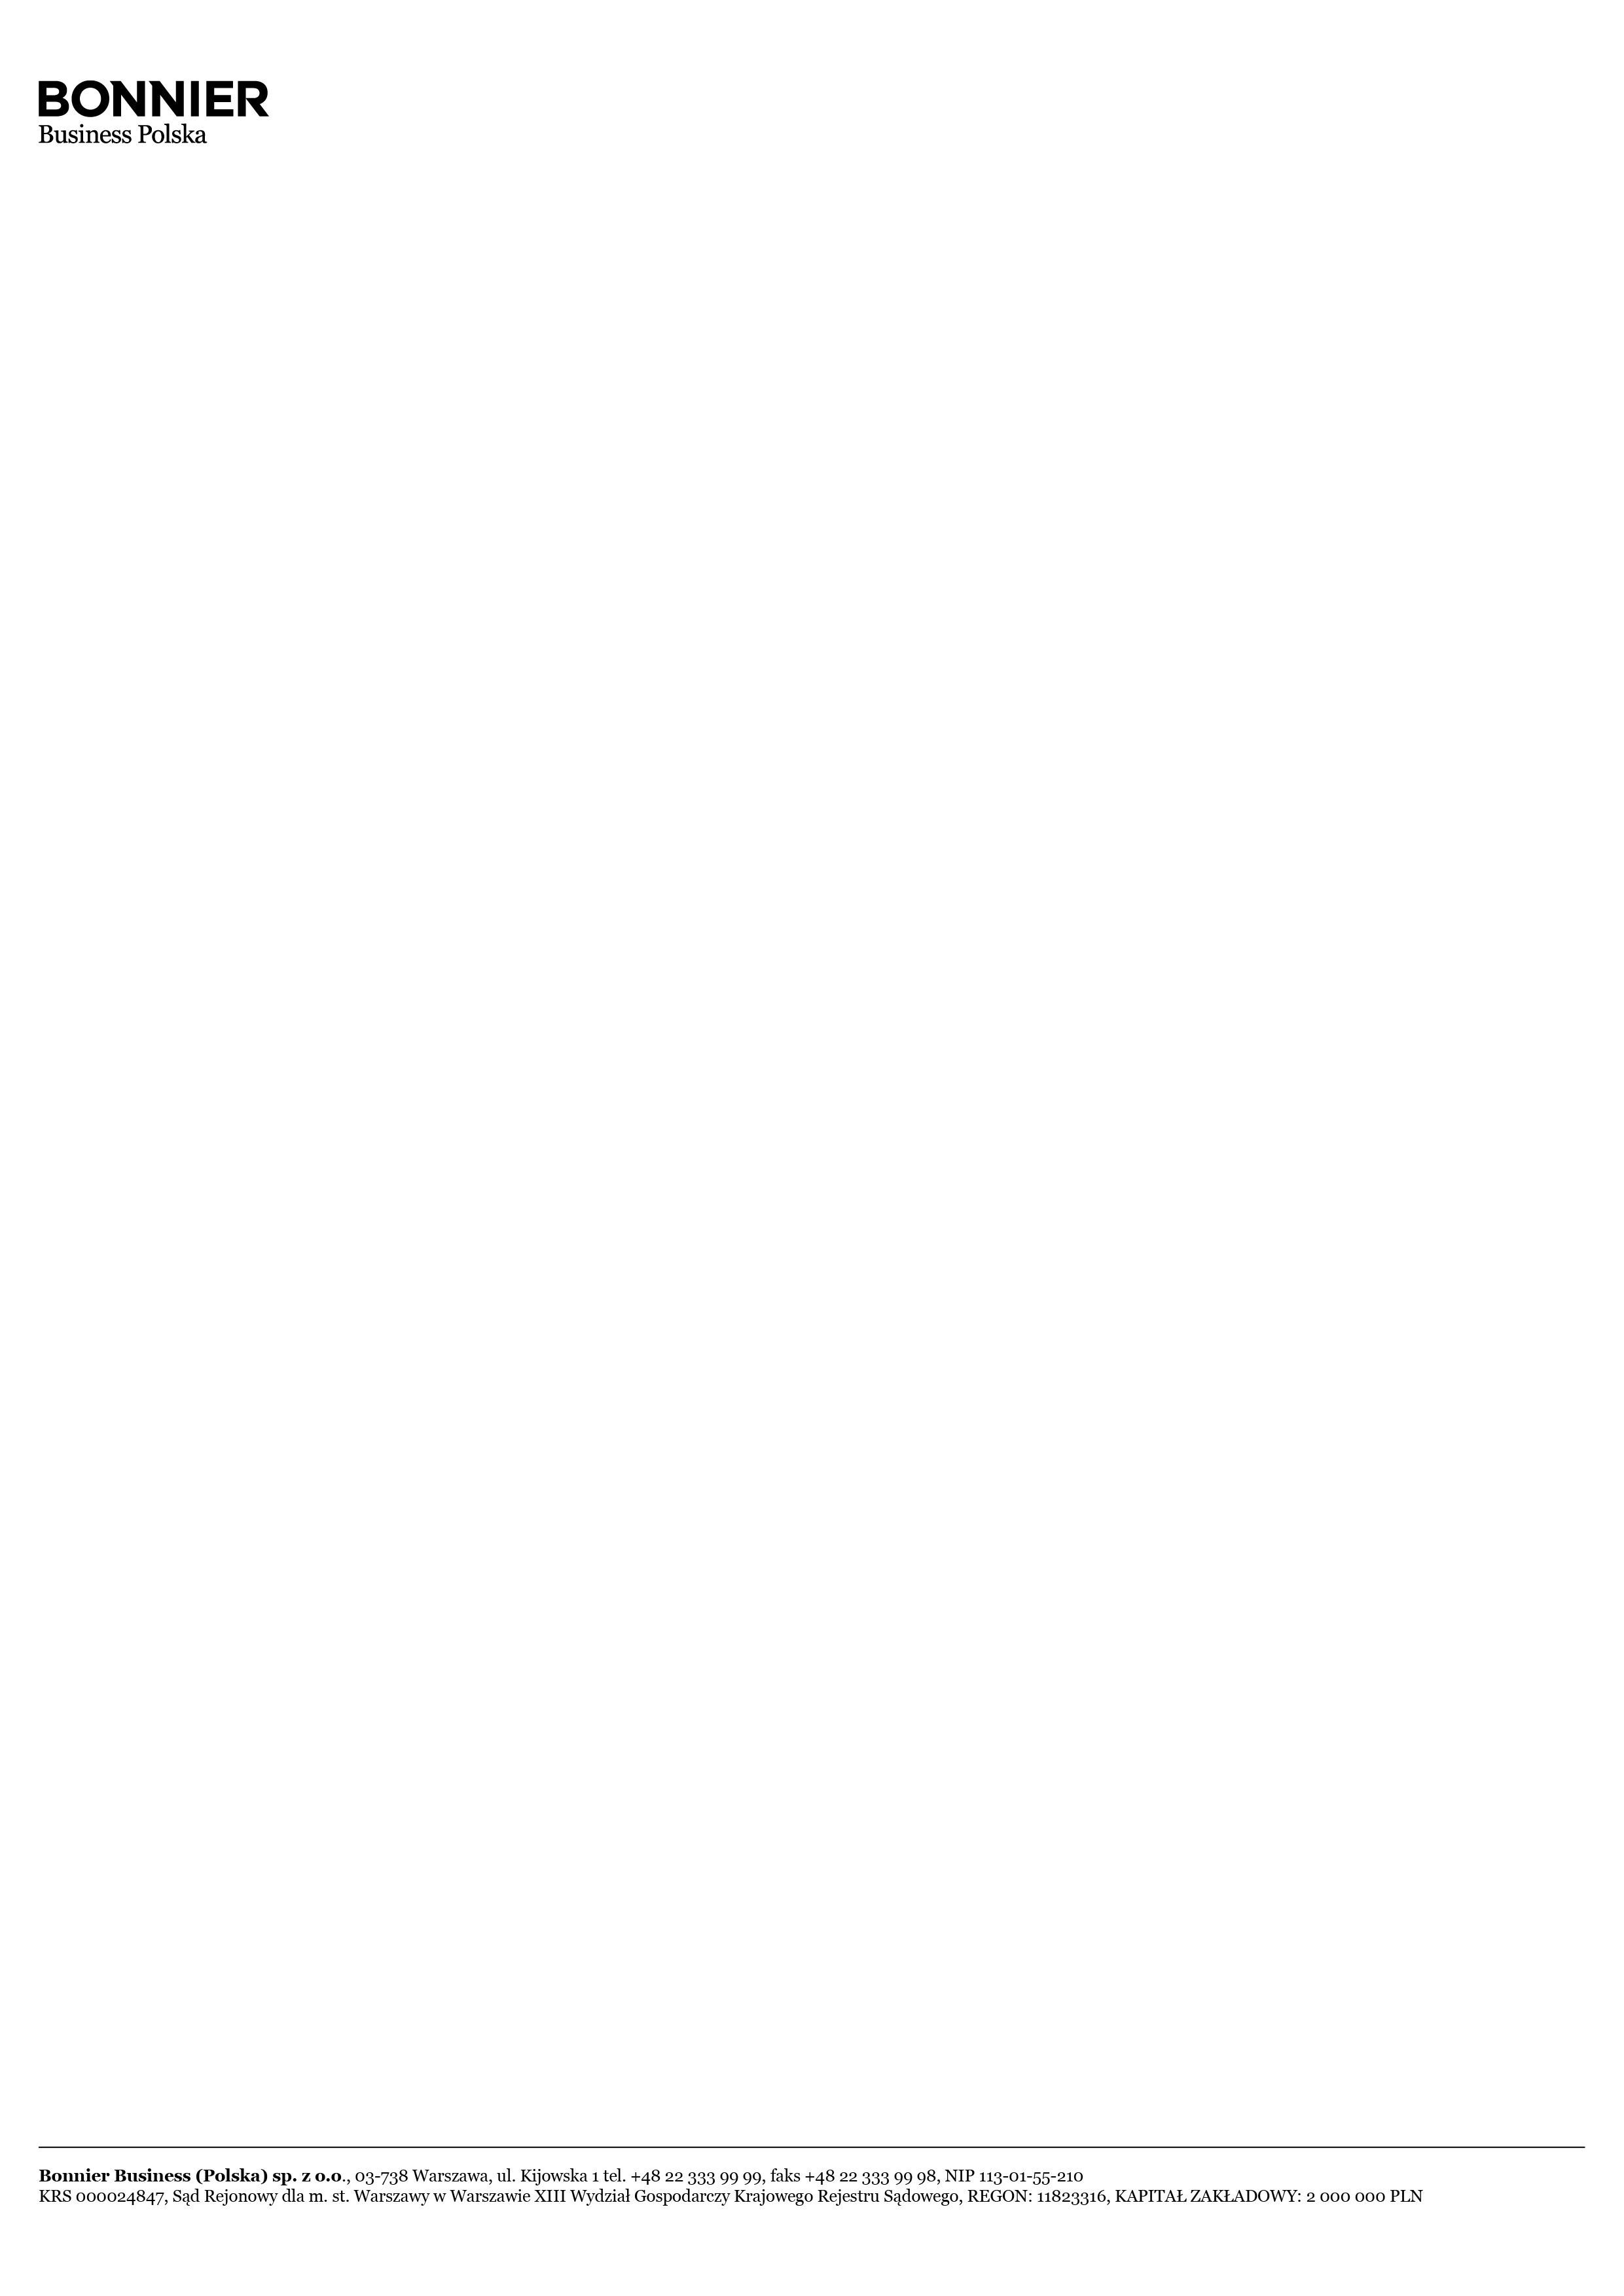 BONNIER
Business Polska
Bonnier Business (Polska) sp. z o.o., 03-738 Warszawa, ul. Kijowska 1 tel. +48 22 333 99 99, faks +48 22 333 99 98, NIP 113-01-55-210
KRS 000024847, Sąd Rejonowy dla m. st. Warszawy w Warszawie XIII Wydział Gospodarczy Krajowego Rejestru Sądowego, REGON: 11823316, KAPITAŁ ZAKŁADOWY: 2 000 000 PLN